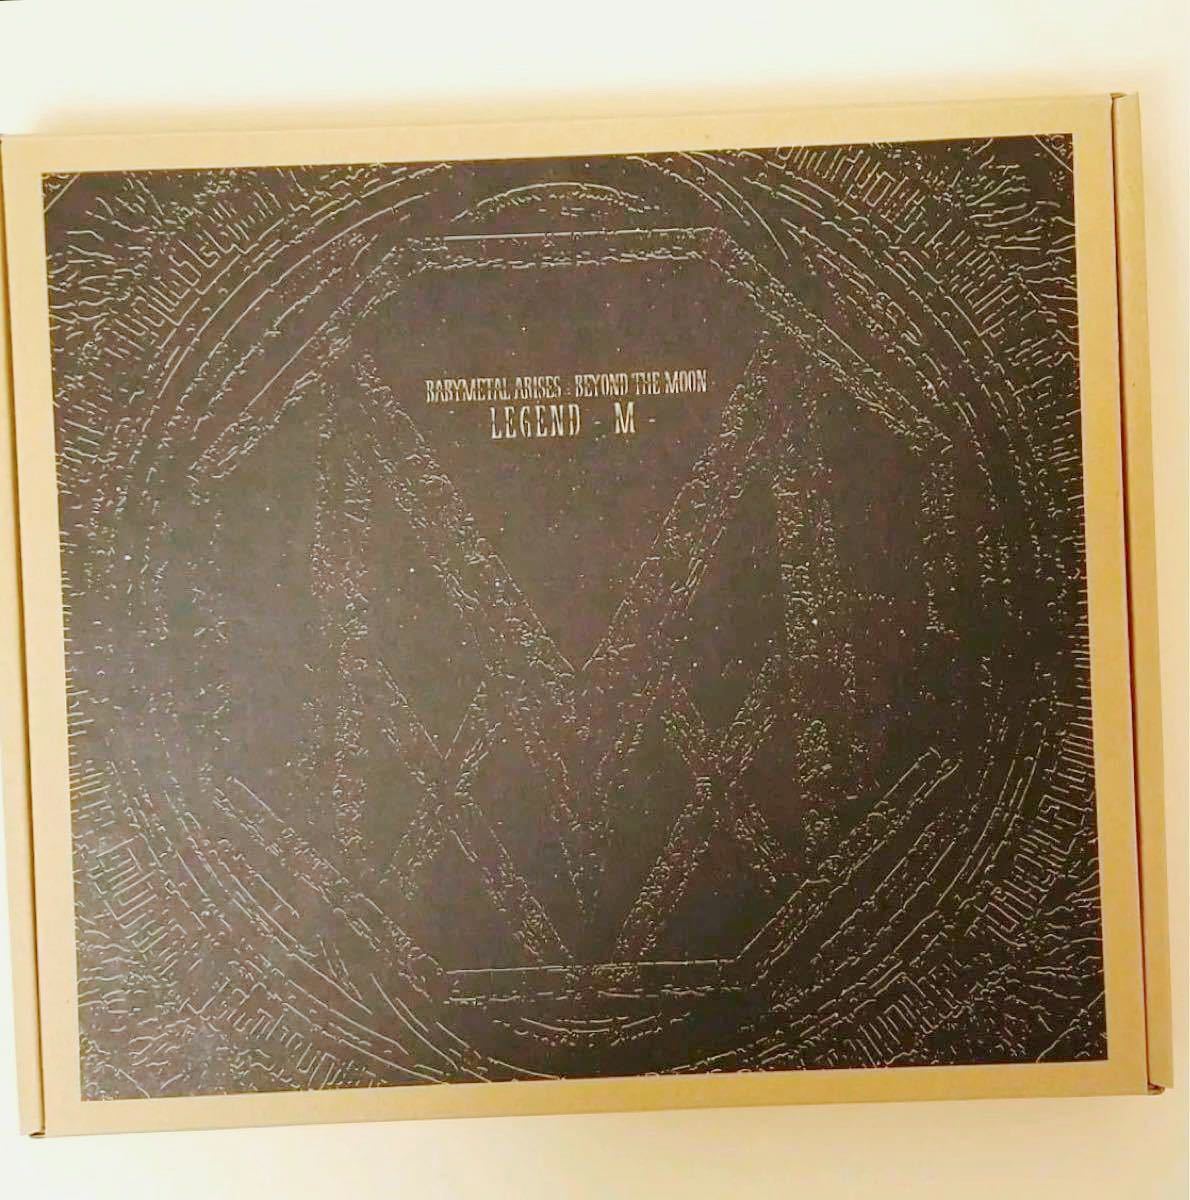 BABYMETAL ARISES - BEYOND THE MOON -
LEGEND - M -